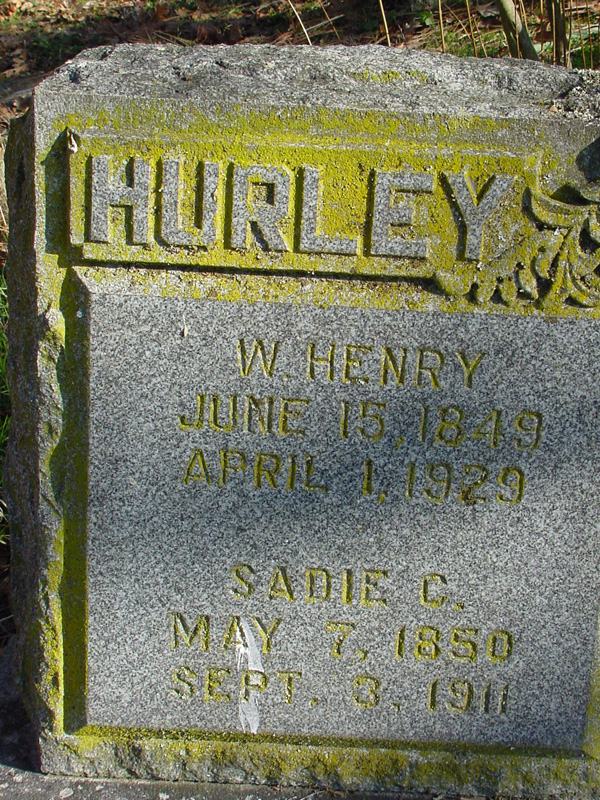 HURLEY
W. HENRY
JUNE 15, 1849
APRIL 1, 1929
SADIE C.
MAY 7, 1850
SEPT. 3, 1911